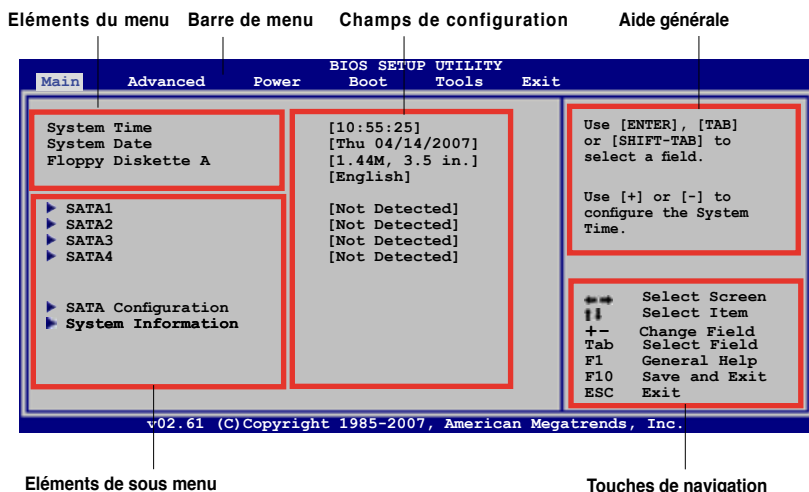 Eléments du menu Barre de menu Champs de configuration Aide générale
BIOS SETUP UTILITY
Main Advanced Power Boot Tools Exit
System Time [10:55:25]
System Date [Thu 04/14/2007]
Floppy Diskette A [1.44M, 3.5 in.]
[English]
SATA1 [Not Detected]
SATA2 [Not Detected]
SATA3 [Not Detected]
SATA4 [Not Detected]
SATA Configuration
System Information
Use [ENTER], [TAB]
or [SHIFT-TAB] to
select a field.
Use [+] or [-] to
configure the System
Time.
←→ Select Screen
↑↓ Select Item
+- Change Field
Tab Select Field
F1 General Help
F10 Save and Exit
ESC Exit
v02.61 (C)Copyright 1985-2007, American Megatrends, Inc.
Eléments de sous menu Touches de navigation